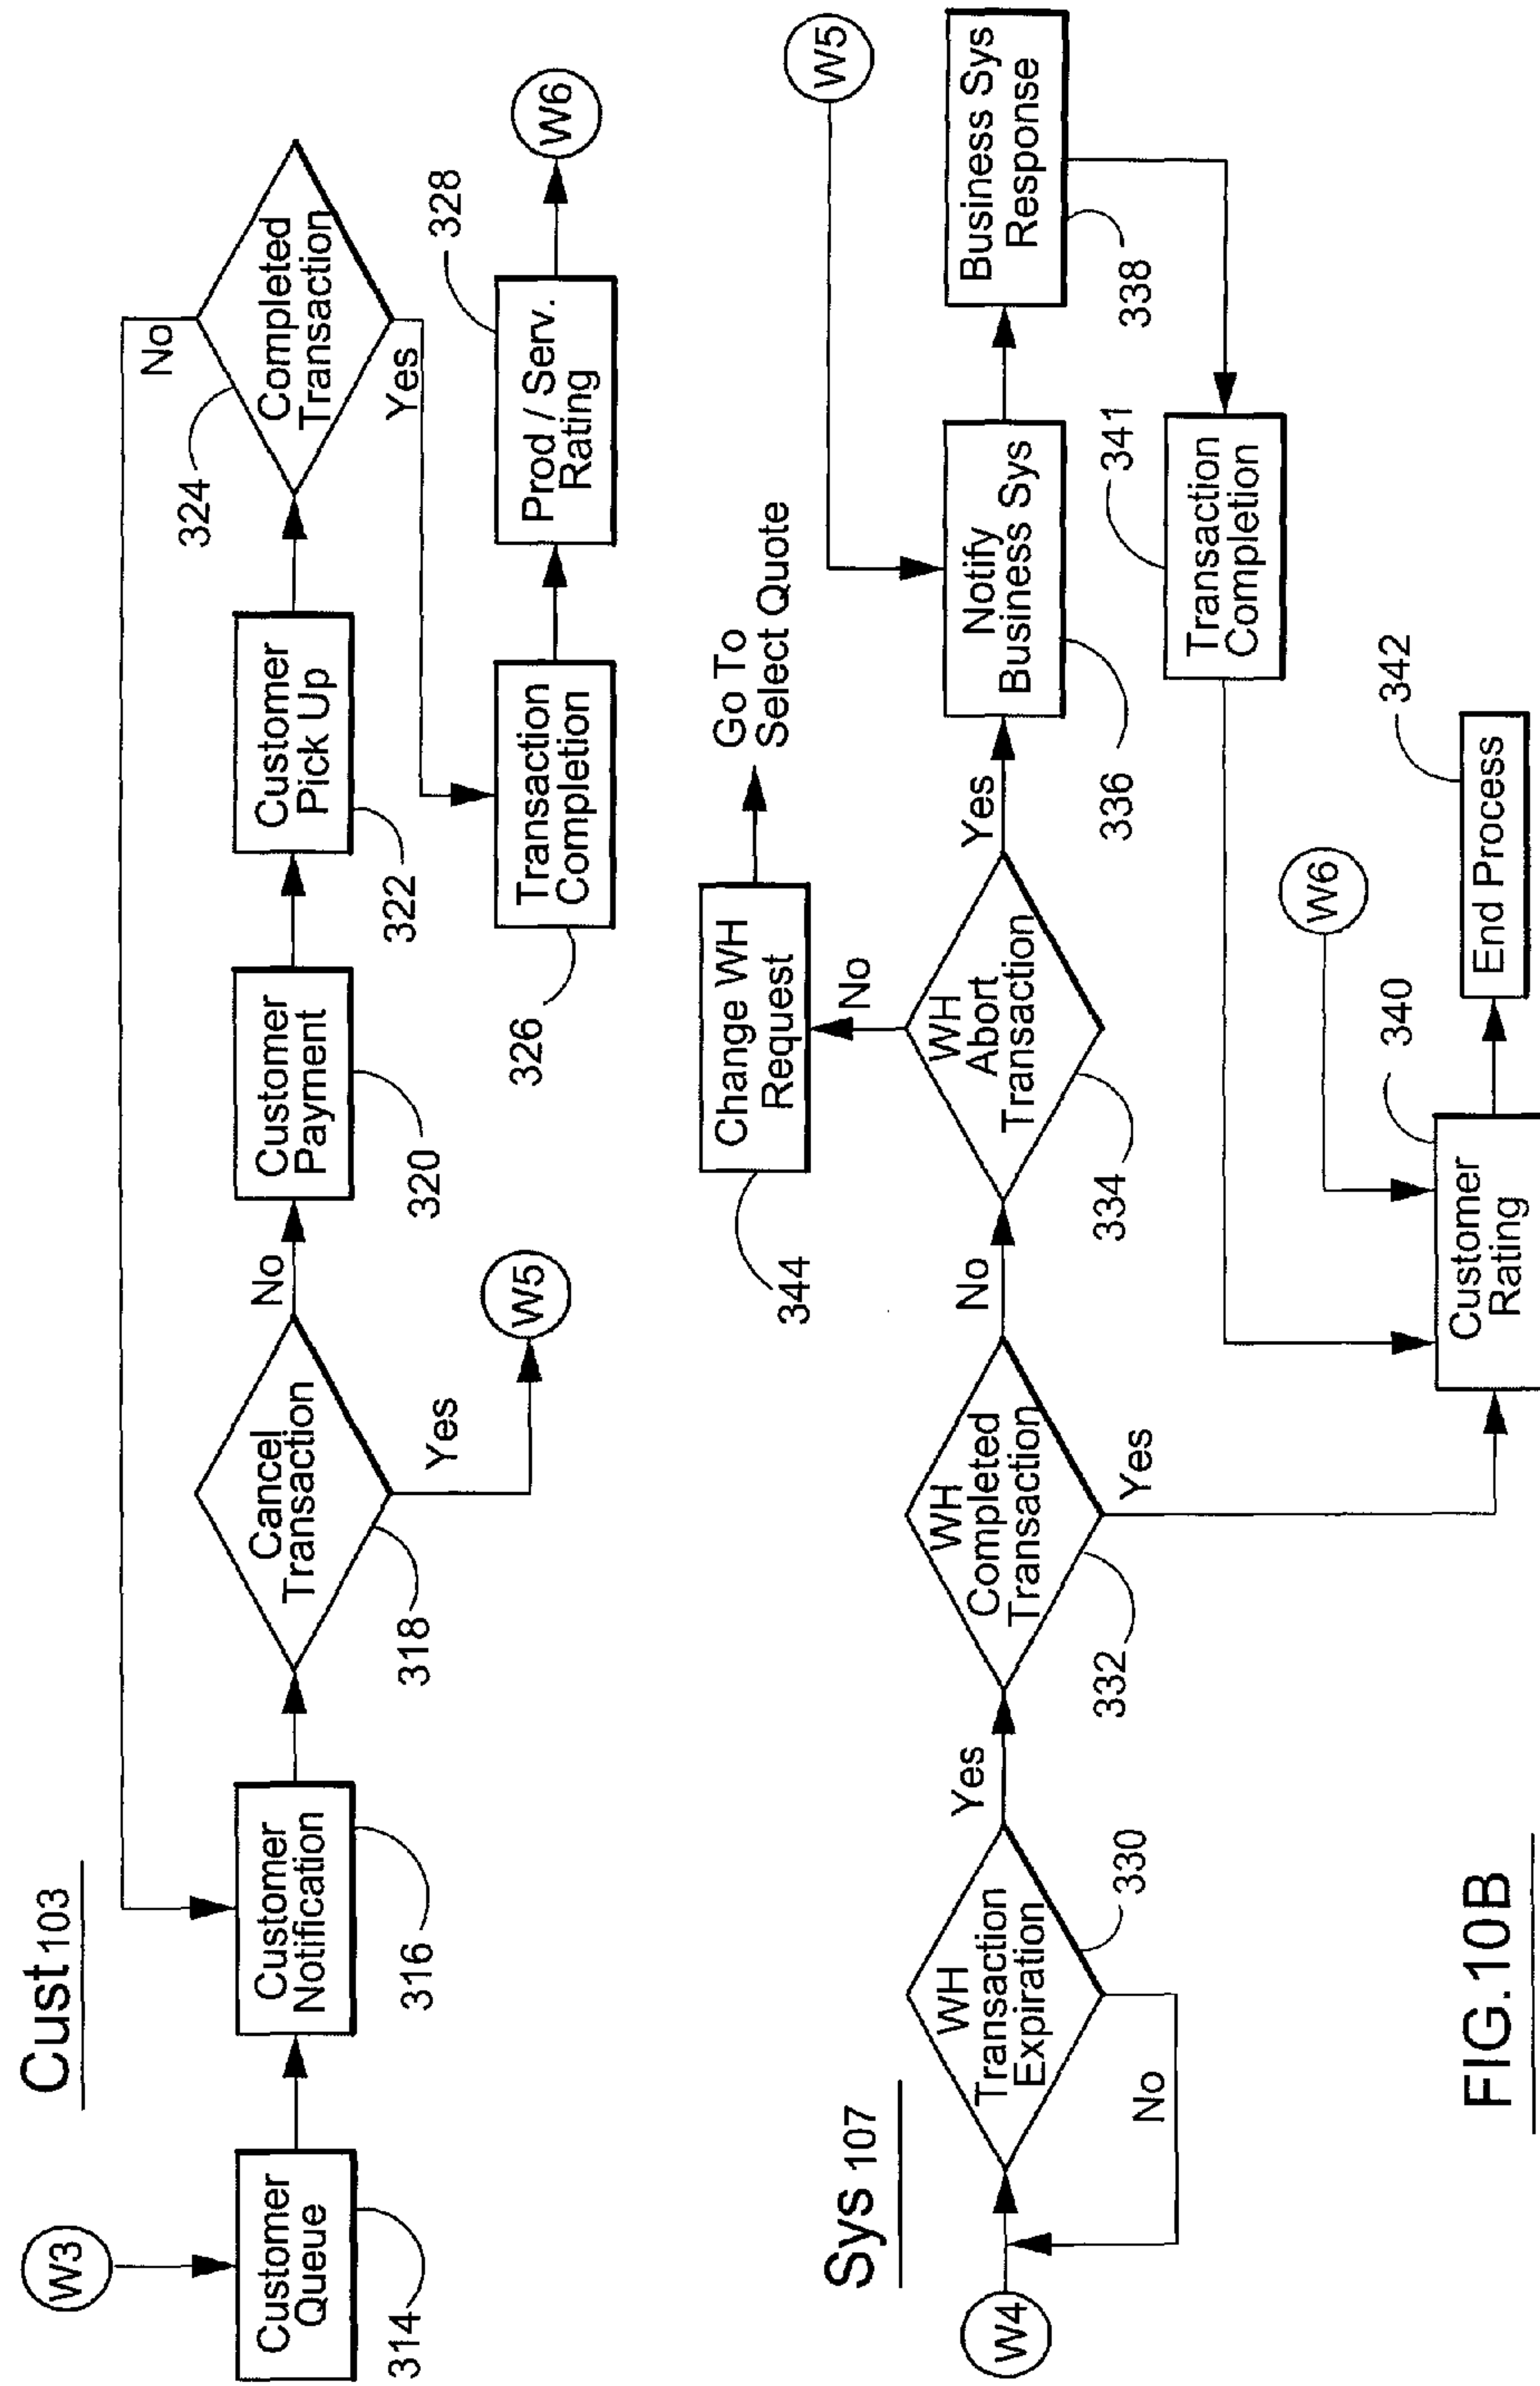 Cust 103
W3
Customer
Queue
314
Customer
Notification
316
Cancel
Transaction
318
Yes
W5
No
Customer
Payment
320
Customer
Pick Up
322
Completed
Transaction
324
No
Yes
Transaction
Completion
326
Prod / Serv.
Rating
328
W6
Sys 107
W4
WH
Transaction
Expiration
330
No
Yes
WH
Completed
Transaction
332
Yes
No
WH
Abort
Transaction
334
No
Change WH
Request
344
Go To
Select Quote
Yes
Notify
Business Sys
336
W5
Business Sys
Response
338
Transaction
Completion
341
W6
Customer
Rating
340
End Process
342
FIG.10B